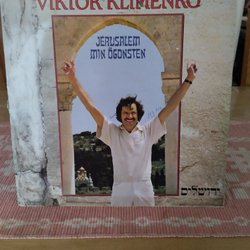 VIKTOR KLIMENKO
JERUSALEM
MIN ÖGONSTEN
ירושלים